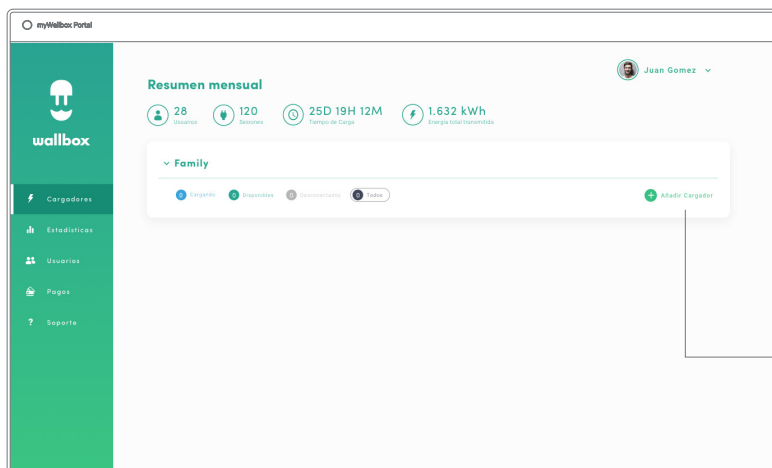 myWallbox Portal
Juan Gomez
Resumen mensual
28
Usuarios
120
Sesiones
25D 19H 12M
Tiempo de Carga
1.632 kWh
Energía total transmitida
wallbox
Family
0 Cargando
0 Disponibles
0 Desconectados
0 Todos
Añadir Cargador
Cargadores
Estadísticas
Usuarios
Pagos
? Soporte